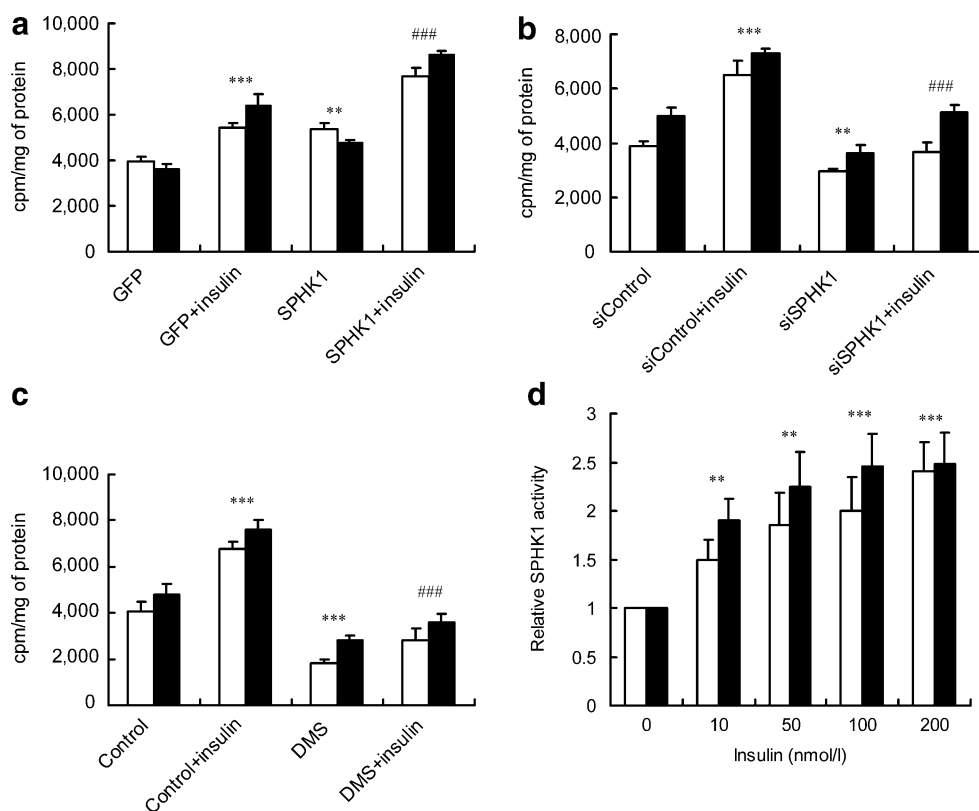 a
cpm/mg of protein
10,000
8,000
6,000
4,000
2,000
0
***
**
###
GFP
GFP+insulin
SPHK1
SPHK1+insulin
b
cpm/mg of protein
8,000
6,000
4,000
2,000
0
***
**
###
siControl
siControl+insulin
siSPHK1
siSPHK1+insulin
c
cpm/mg of protein
10,000
8,000
6,000
4,000
2,000
0
***
***
###
Control
Control+insulin
DMS
DMS+insulin
d
Relative SPHK1 activity
3
2.5
2
1.5
1
0.5
0
**
**
***
***
0 10 50 100 200
Insulin (nmol/l)